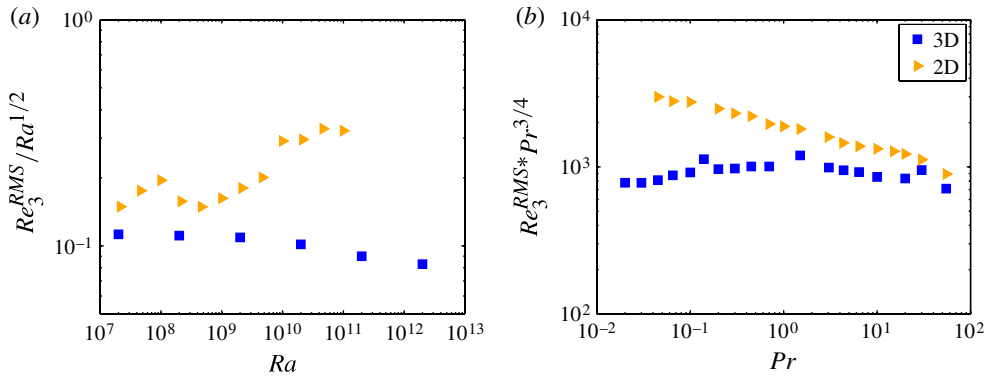 (a)
10^0
10^-1
Re_3^RMS/Ra^1/2
10^7 10^8 10^9 10^10 10^11 10^12 10^13
Ra
(b)
10^4
10^3
10^2
Re_3^RMS*Pr^3/4
3D
2D
10^-2 10^-1 10^0 10^1 10^2
Pr